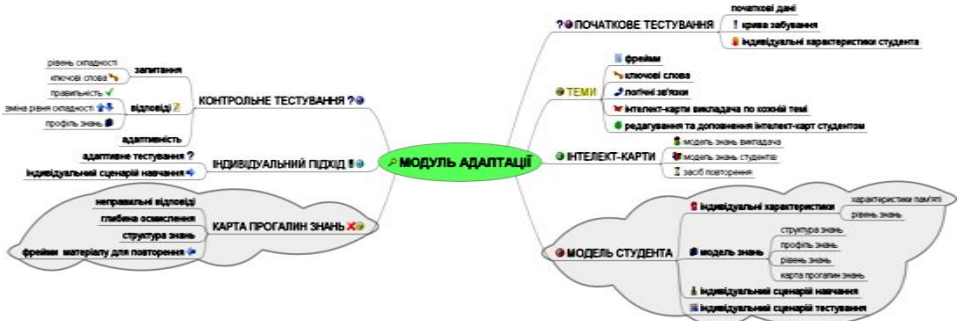 МОДУЛЬ АДАПТАЦІЇ
? ПОЧАТКОВЕ ТЕСТУВАННЯ
початкові дані
! крива забування
індивідуальні характеристики студента
ТЕМИ
фрейми
ключові слова
логічні зв'язки
інтелект-карти викладача по кожній темі
редагування та доповнення інтелект-карт студентом
ІНТЕЛЕКТ-КАРТИ
модель знань викладача
модель знань студентів
засіб повторення
МОДЕЛЬ СТУДЕНТА
індивідуальні характеристики
характеристики пам'яті
рівень знань
модель знань
структура знань
профіль знань
рівень знань
карта прогалин знань
індивідуальний сценарій навчання
індивідуальний сценарій тестування
КОНТРОЛЬНЕ ТЕСТУВАННЯ ?
запитання
рівень складності
ключові слова
відповіді
правильність
зміна рівня складності
профіль знань
адаптивність
ІНДИВІДУАЛЬНИЙ ПІДХІД !
адаптивне тестування ?
індивідуальний сценарій навчання
КАРТА ПРОГАЛИН ЗНАНЬ
неправильні відповіді
глибина осмислення
структура знань
фрейми матеріалу для повторення